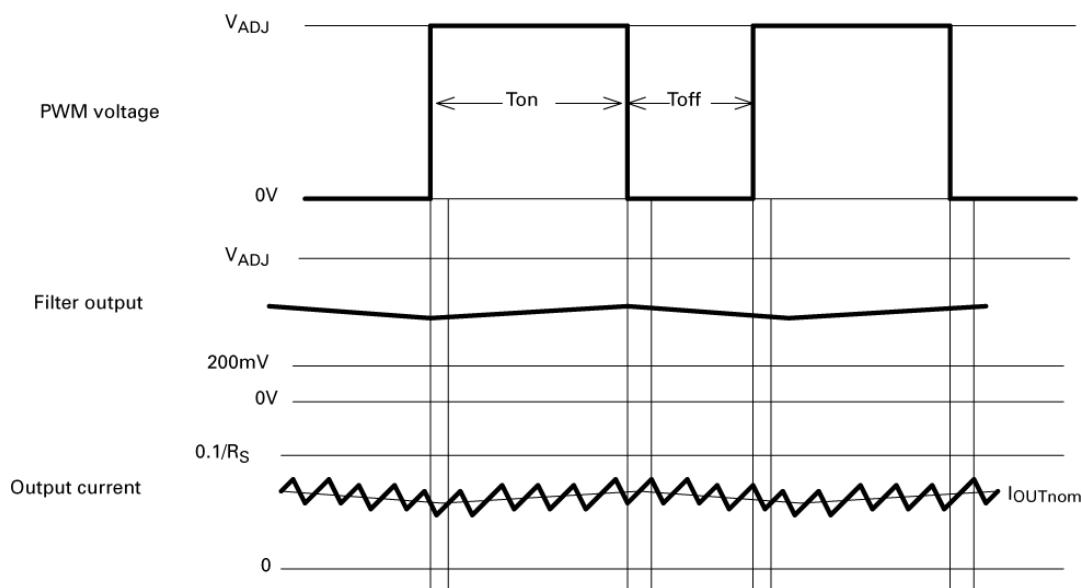 VADJ
Ton
Toff
PWM voltage
0V
VADJ
Filter output
200mV
0V
0.1/RS
Output current
IOUTnom
0